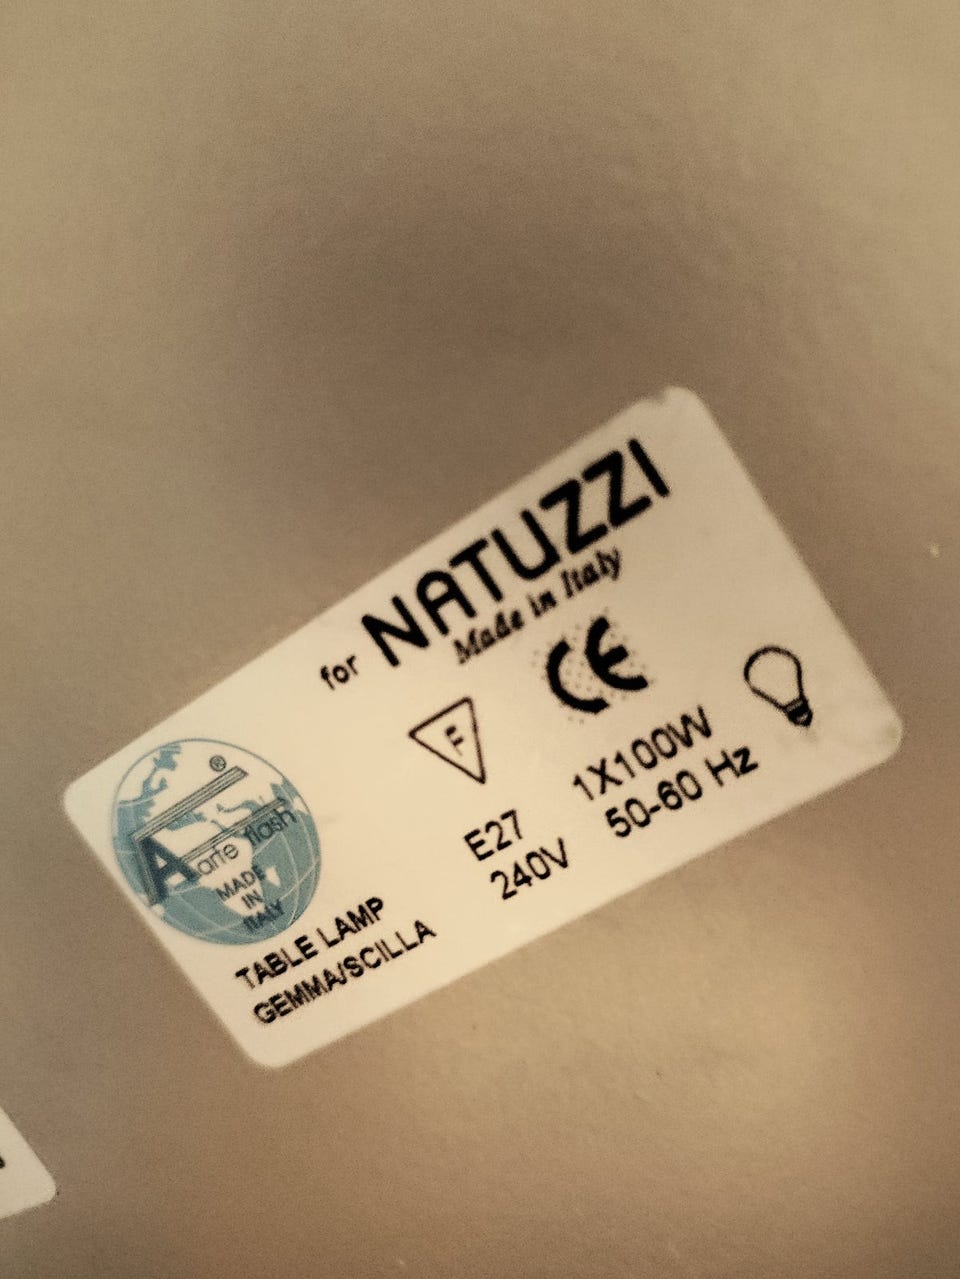 for NATUZZI
Made in Italy
CE
F
®
A arte flash
MADE
IN
ITALY
E27
1X100W
240V
50-60 Hz
TABLE LAMP
GEMMA/SCILLA